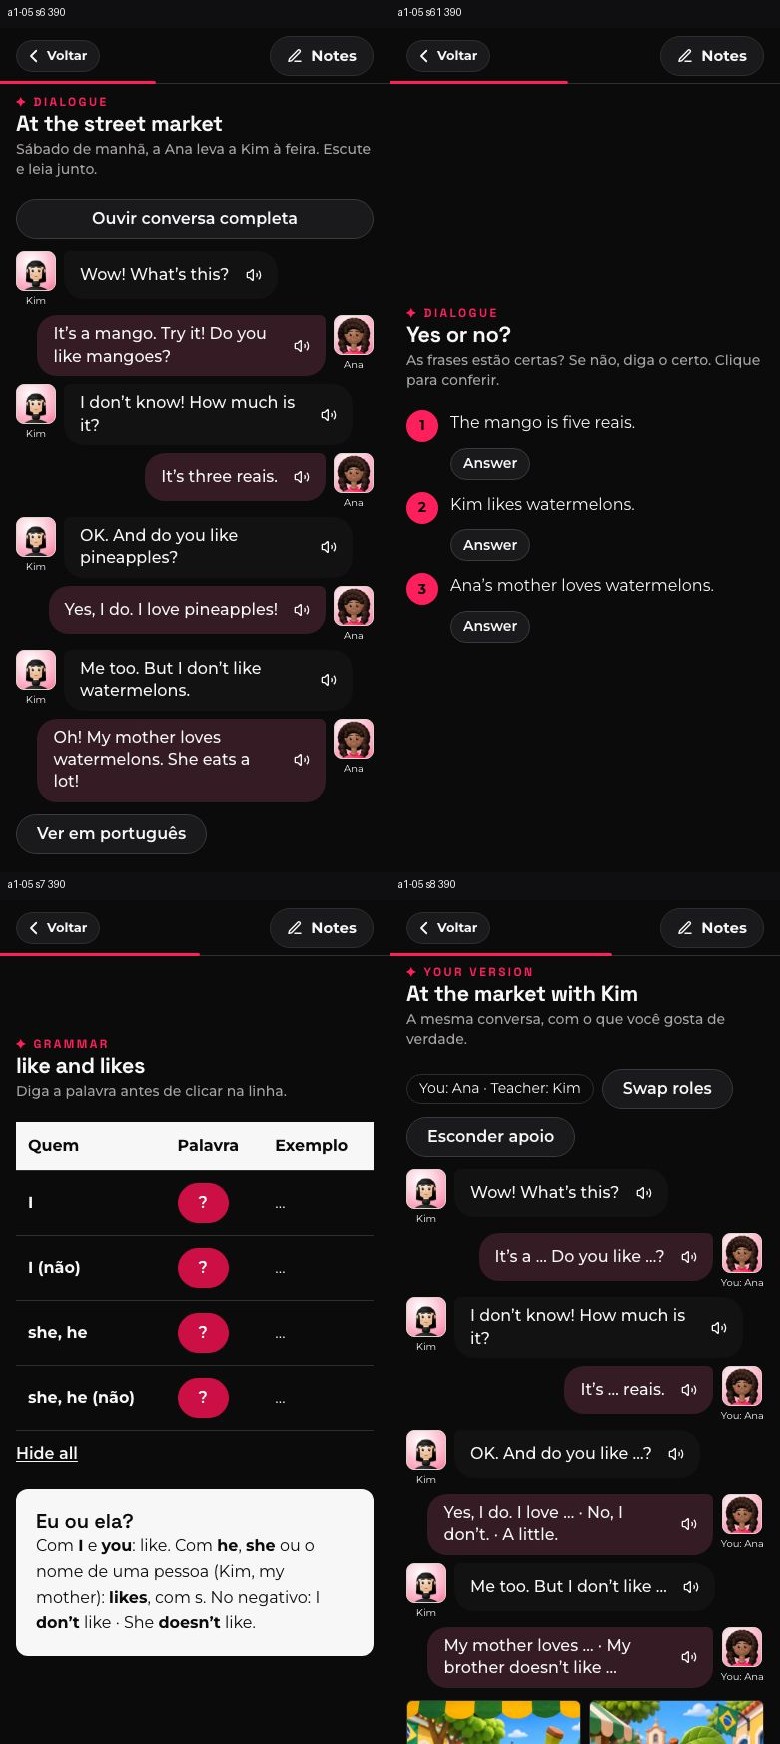 a1-05 s6 390
Voltar
Notes
DIALOGUE
At the street market
Sábado de manhã, a Ana leva a Kim à feira. Escute
e leia junto.
Ouvir conversa completa
Wow! What's this?
Kim
It's a mango. Try it! Do you
like mangoes?
Ana
I don't know! How much is
it?
Kim
It's three reais.
Ana
OK. And do you like
pineapples?
Kim
Yes, I do. I love pineapples!
Ana
Me too. But I don't like
watermelons.
Kim
Oh! My mother loves
watermelons. She eats a
lot!
Ana
Ver em português
a1-05 s61 390
Voltar
Notes
DIALOGUE
Yes or no?
As frases estão certas? Se não, diga o certo. Clique
para conferir.
1 The mango is five reais.
Answer
2 Kim likes watermelons.
Answer
3 Ana's mother loves watermelons.
Answer
a1-05 s7 390
Voltar
Notes
GRAMMAR
like and likes
Diga a palavra antes de clicar na linha.
Quem Palavra Exemplo
I ? ...
I (não) ? ...
she, he ? ...
she, he (não) ? ...
Hide all
Eu ou ela?
Com I e you: like. Com he, she ou o
nome de uma pessoa (Kim, my
mother): likes, com s. No negativo: I
don't like · She doesn't like.
a1-05 s8 390
Voltar
Notes
YOUR VERSION
At the market with Kim
A mesma conversa, com o que você gosta de
verdade.
You: Ana · Teacher: Kim
Swap roles
Esconder apoio
Wow! What's this?
Kim
It's a ... Do you like ...?
You: Ana
I don't know! How much is
it?
Kim
It's ... reais.
You: Ana
OK. And do you like ...?
Kim
Yes, I do. I love ... · No, I
don't. · A little.
You: Ana
Me too. But I don't like ...
Kim
My mother loves ... · My
brother doesn't like ...
You: Ana